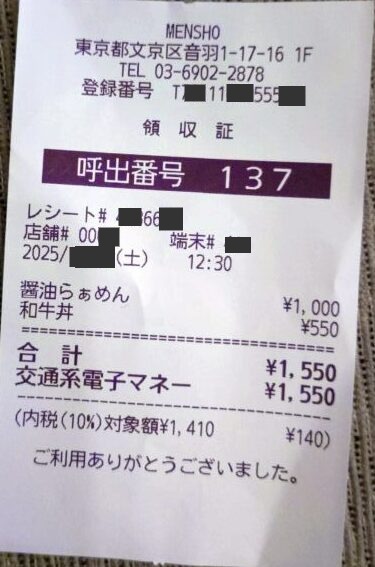 MENSHO
東京都文京区音羽1-17-16 1F
TEL 03-6902-2878
登録番号 T 11 555
領収証
呼出番号 137
レシート# 66
店舗# 00 端末#
2025/ (土) 12:30
醤油らぁめん ¥1,000
和牛丼 ¥550
合計 ¥1,550
交通系電子マネー ¥1,550
(内税(10%)対象額¥1,410 ¥140)
ご利用ありがとうございました。